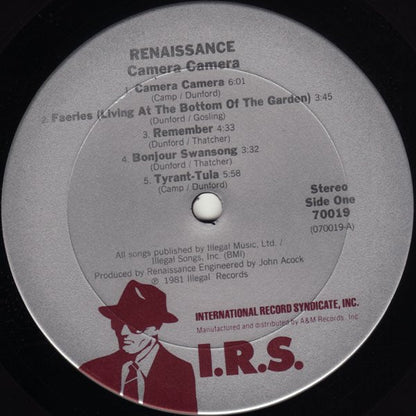 RENAISSANCE
Camera Camera
1. Camera Camera 6:01
(Camp / Dunford)
2. Faeries (Living At The Bottom Of The Garden) 3:45
(Dunford / Gosling)
3. Remember 4:33
(Dunford / Thatcher)
4. Bonjour Swansong 3:32
(Dunford / Thatcher)
5. Tyrant-Tula 5:58
(Camp / Dunford)
Stereo
Side One
70019
(070019-A)
All songs published by Illegal Music, Ltd. /
Illegal Songs, Inc. (BMI)
Produced by Renaissance Engineered by John Acock
℗ 1981 Illegal Records
INTERNATIONAL RECORD SYNDICATE, INC.
Manufactured and distributed by A&M Records, Inc.
I.R.S.